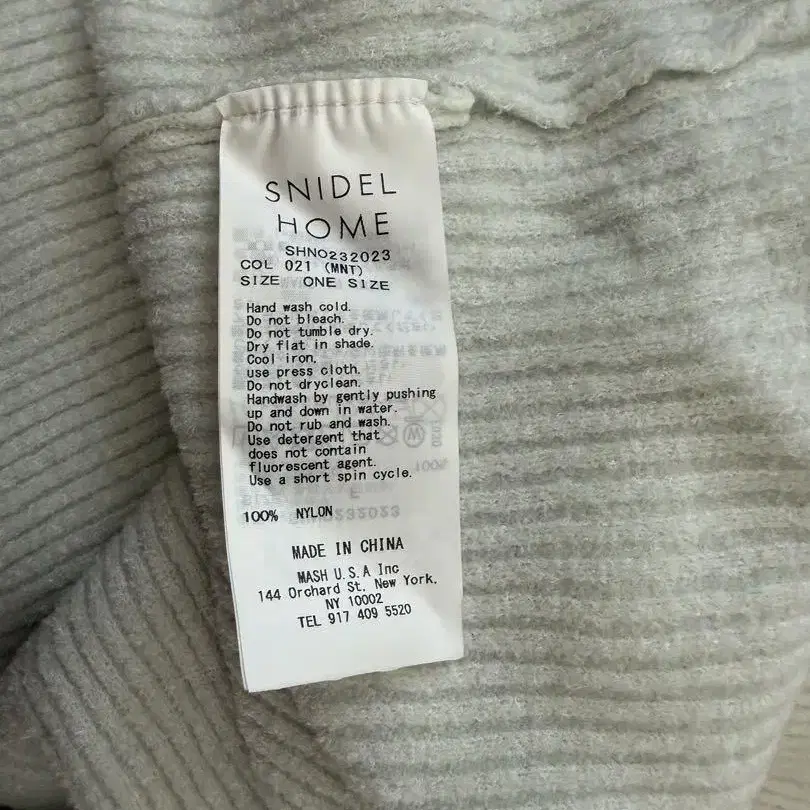 SNIDEL
HOME
SHNO232023
COL 021 (MNT)
SIZE ONE SIZE
Hand wash cold.
Do not bleach.
Do not tumble dry.
Dry flat in shade.
Cool iron,
use press cloth.
Do not dryclean.
Handwash by gently pushing
up and down in water.
Do not rub and wash.
Use detergent that
does not contain
fluorescent agent.
Use a short spin cycle.
100% NYLON
MADE IN CHINA
MASH U.S.A Inc
144 Orchard St, New York,
NY 10002
TEL 917 409 5520